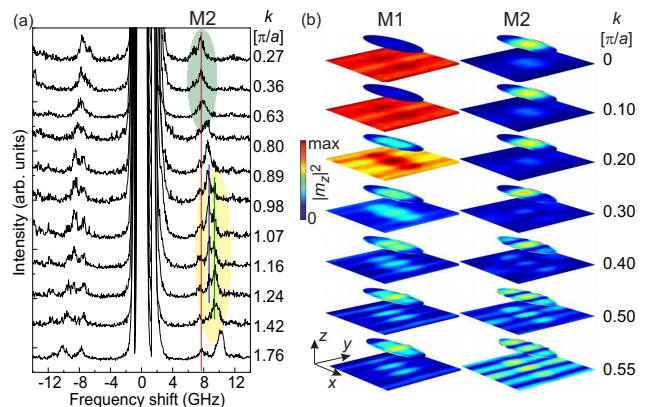 (a)
M2
k
[π/a]
0.27
0.36
0.63
0.80
0.89
0.98
1.07
1.16
1.24
1.42
1.76
Intensity (arb. units)
-12 -8 -4 0 4 8 12
Frequency shift (GHz)
(b)
M1 M2
k
[π/a]
0
0.10
0.20
0.30
0.40
0.50
0.55
max
|m_z|²
0
z
y
x